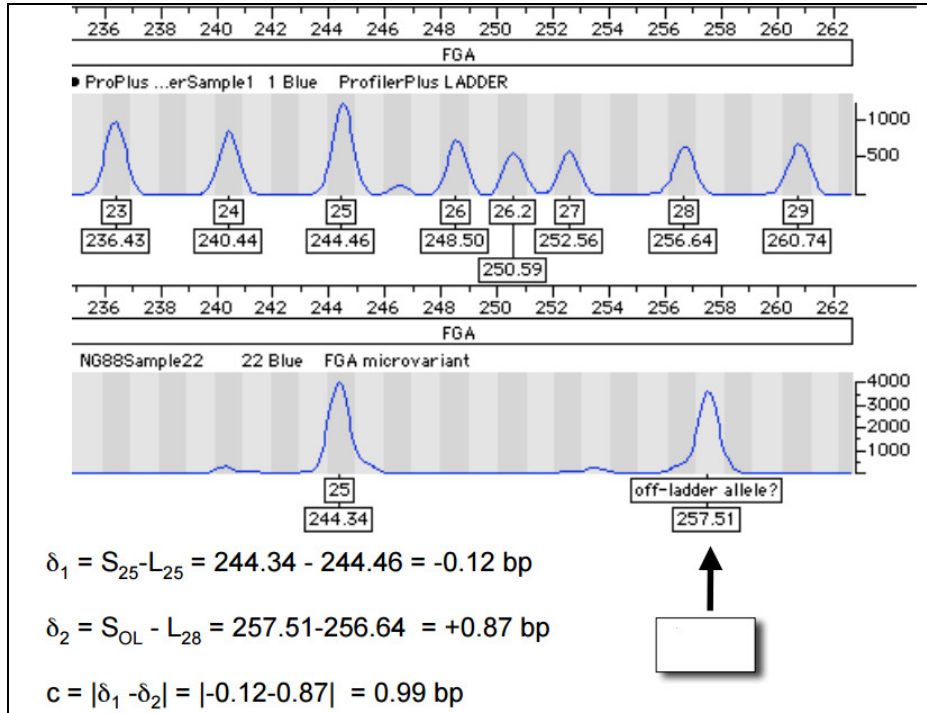 236 238 240 242 244 246 248 250 252 254 256 258 260 262
FGA
ProPlus ...erSample1 1 Blue ProfilerPlus LADDER
1000
500
23 24 25 26 26.2 27 28 29
236.43 240.44 244.46 248.50 252.56 256.64 260.74
250.59
236 238 240 242 244 246 248 250 252 254 256 258 260 262
FGA
NG88Sample22 22 Blue FGA microvariant
4000
3000
2000
1000
25 off-ladder allele?
244.34 257.51
δ₁ = S₂₅-L₂₅ = 244.34 - 244.46 = -0.12 bp
δ₂ = S_OL - L₂₈ = 257.51-256.64 = +0.87 bp
c = |δ₁ -δ₂| = |-0.12-0.87| = 0.99 bp